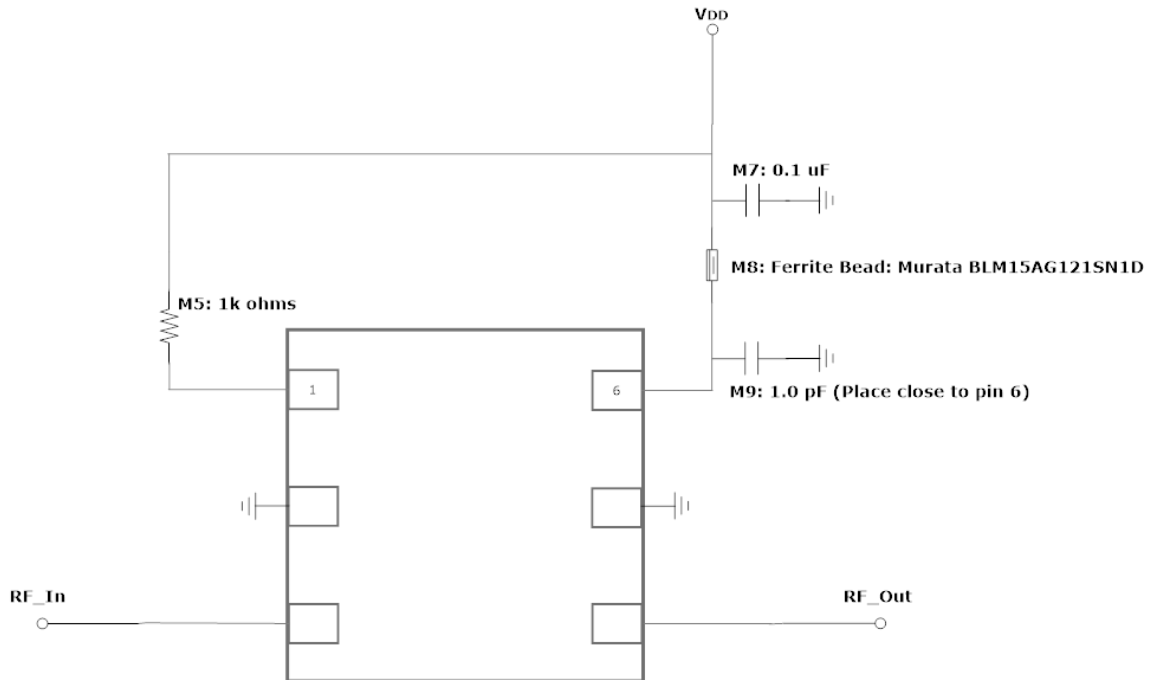 VDD
M7: 0.1 uF
M8: Ferrite Bead: Murata BLM15AG121SN1D
M5: 1k ohms
1
6
M9: 1.0 pF (Place close to pin 6)
RF_In
RF_Out